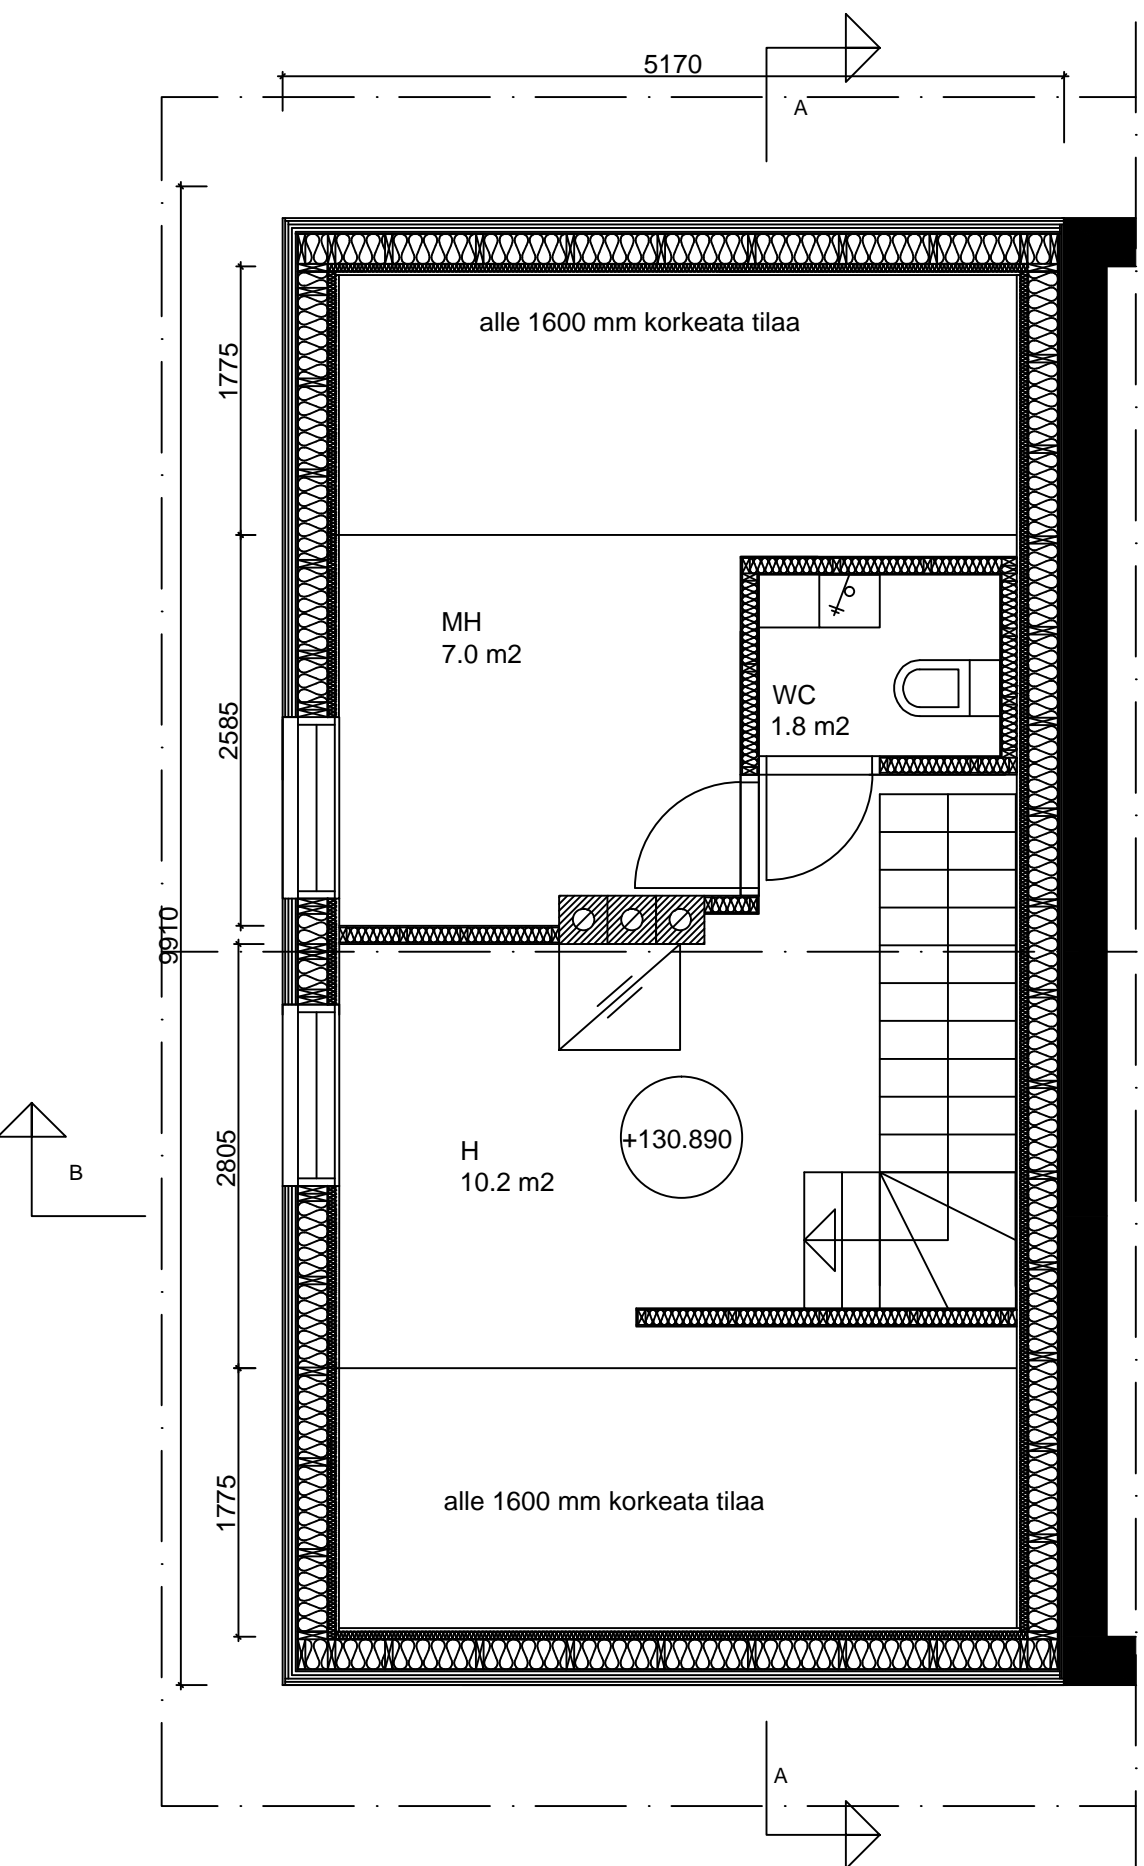 5170
A
alle 1600 mm korkeata tilaa
1775
MH
7.0 m2
WC
1.8 m2
2585
9910
+130.890
H
10.2 m2
2805
B
alle 1600 mm korkeata tilaa
1775
A